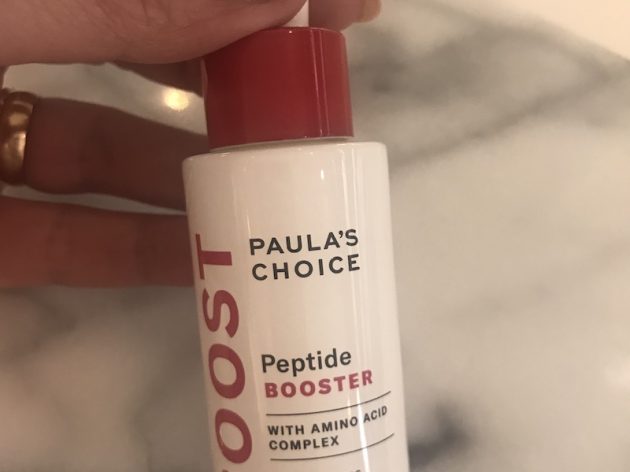 PAULA'S
CHOICE
Peptide
BOOSTER
WITH AMINO ACID
COMPLEX
OOST